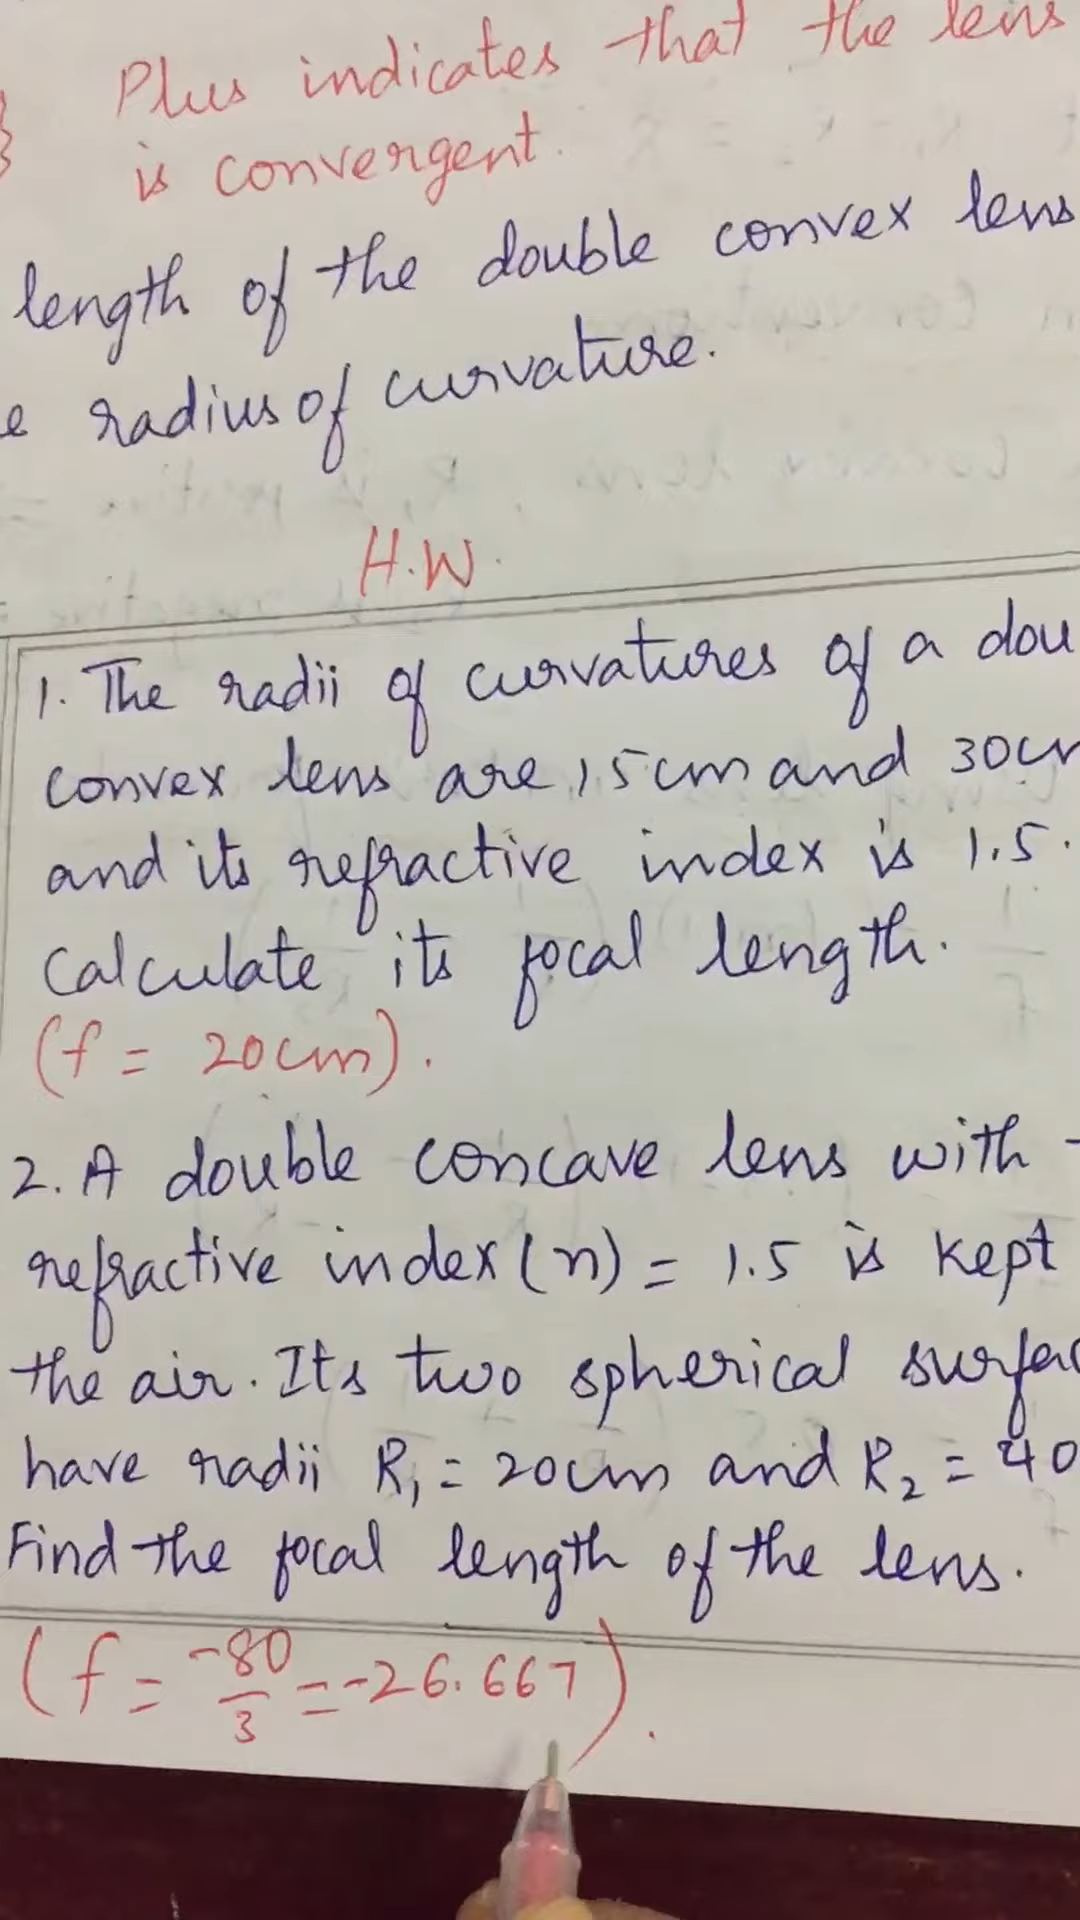 Plus indicates that the lens
is convergent.
length of the double convex lens
e radius of curvature.
H.W.
1. The radii of curvatures of a dou
convex lens are 15cm and 30cm
and its refractive index is 1.5.
Calculate its focal length.
(f = 20cm).
2. A double concave lens with
refractive index (n) = 1.5 is kept
the air. Its two spherical surfac
have radii R₁ = 20cm and R₂ = 40
Find the focal length of the lens.
(f = -80/3 = -26.667).